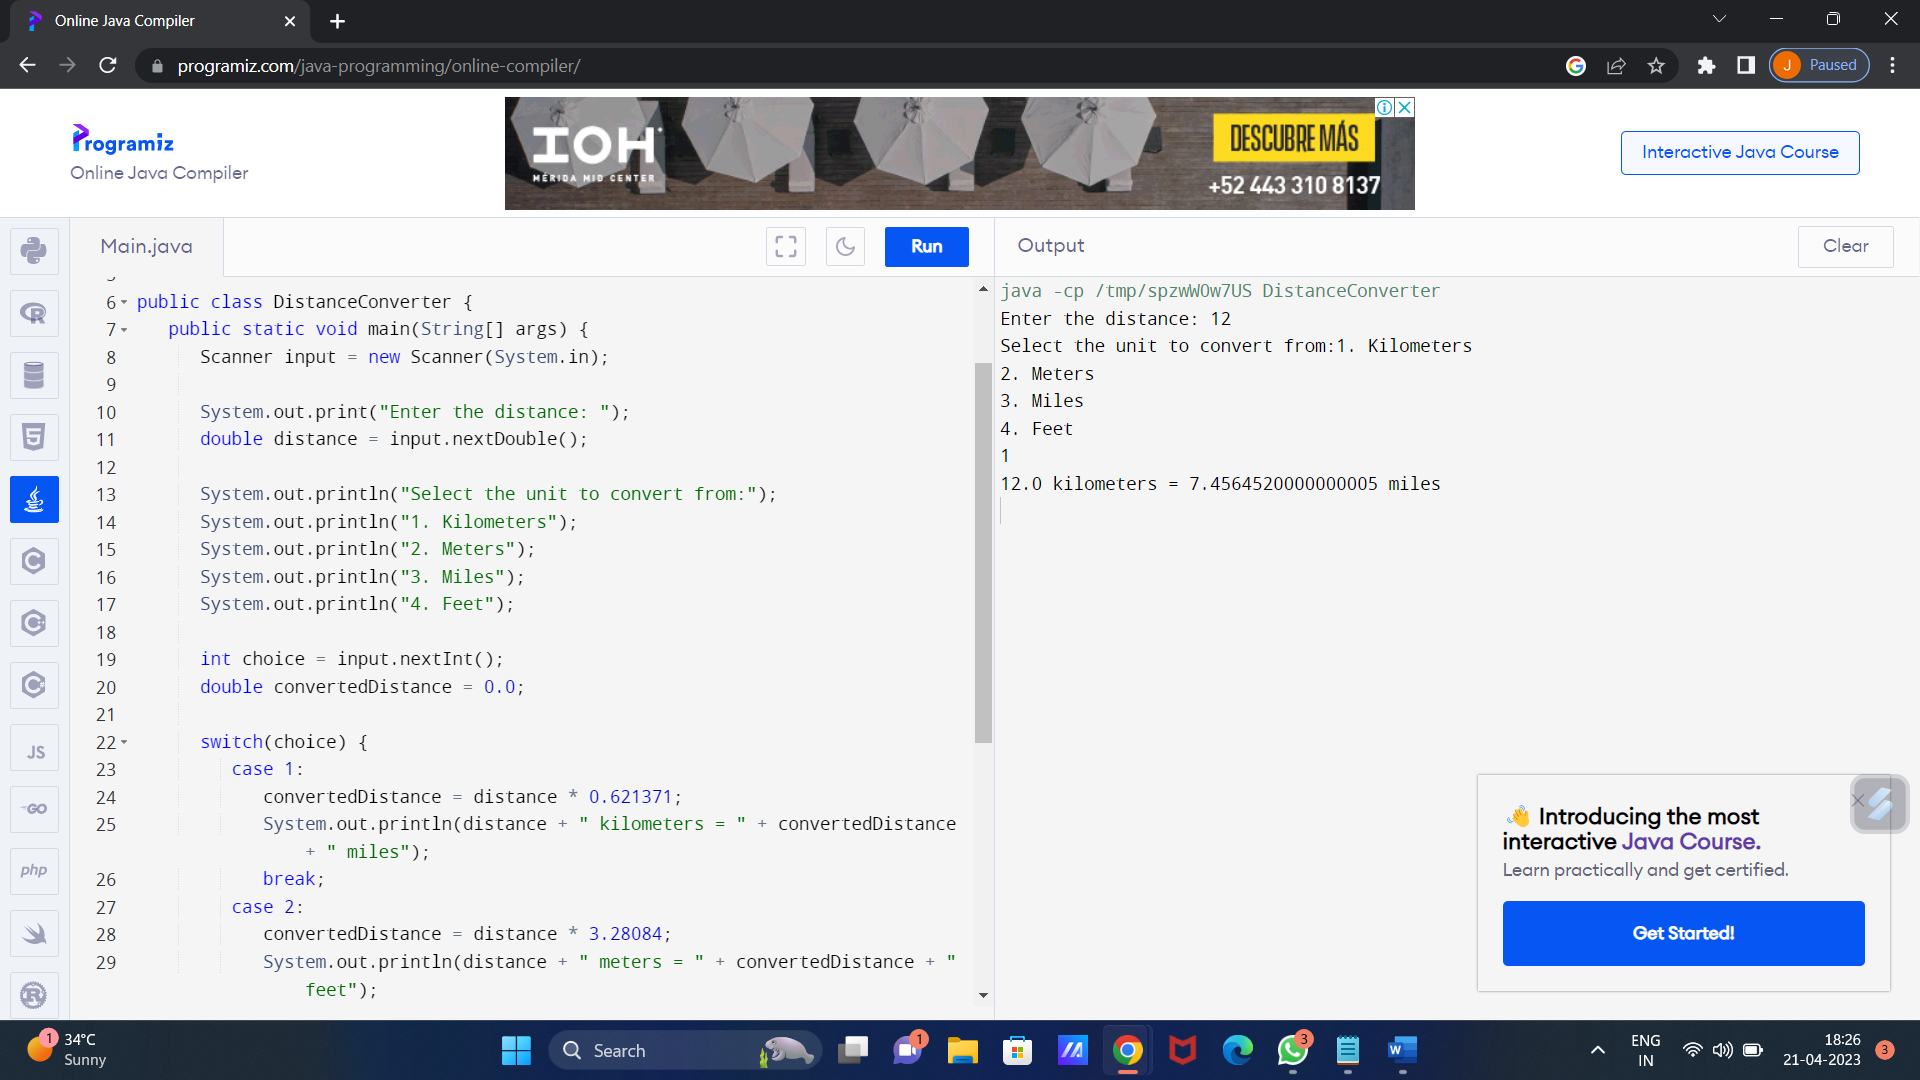 Online Java Compiler
programiz.com/java-programming/online-compiler/
J Paused
Programiz
Online Java Compiler
IOH
MÉRIDA MID CENTER
DESCUBRE MÁS
+52 443 310 8137
Interactive Java Course
Main.java
Run
Output
Clear
6 public class DistanceConverter {
7 public static void main(String[] args) {
8 Scanner input = new Scanner(System.in);
9
10 System.out.print("Enter the distance: ");
11 double distance = input.nextDouble();
12
13 System.out.println("Select the unit to convert from:");
14 System.out.println("1. Kilometers");
15 System.out.println("2. Meters");
16 System.out.println("3. Miles");
17 System.out.println("4. Feet");
18
19 int choice = input.nextInt();
20 double convertedDistance = 0.0;
21
22 switch(choice) {
23 case 1:
24 convertedDistance = distance * 0.621371;
25 System.out.println(distance + " kilometers = " + convertedDistance
+ " miles");
26 break;
27 case 2:
28 convertedDistance = distance * 3.28084;
29 System.out.println(distance + " meters = " + convertedDistance + "
feet");
java -cp /tmp/spzwWOw7US DistanceConverter
Enter the distance: 12
Select the unit to convert from:1. Kilometers
2. Meters
3. Miles
4. Feet
1
12.0 kilometers = 7.4564520000000005 miles
R
5
C
C
C
JS
GO
php
R
👋 Introducing the most
interactive Java Course.
Learn practically and get certified.
Get Started!
1
34°C
Sunny
Search
1
3
W
ENG
IN
18:26
21-04-2023
3